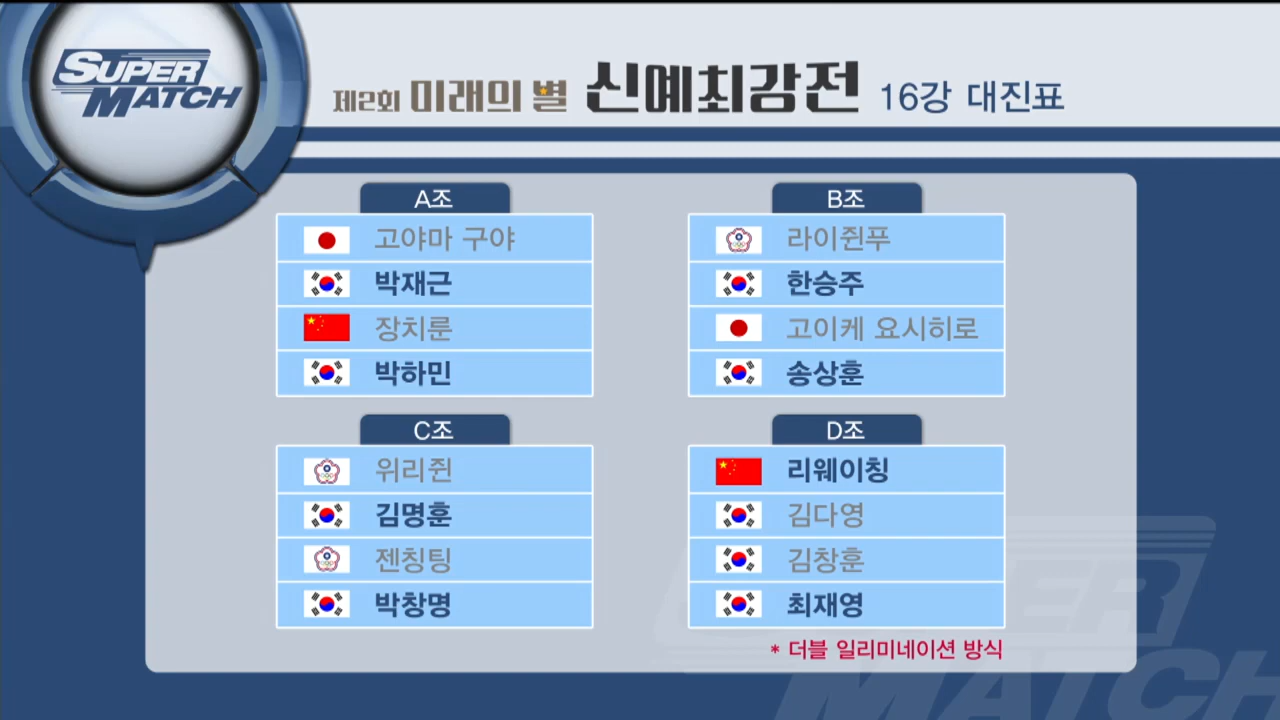 SUPER MATCH
제2회 미래의 별 신예최강전 16강 대진표
A조
고야마 구야
박재근
장치룬
박하민
B조
라이쥔푸
한승주
고이케 요시히로
송상훈
C조
위리쥔
김명훈
젠칭팅
박창명
D조
리웨이칭
김다영
김창훈
최재영
* 더블 일리미네이션 방식
SUPER MATCH